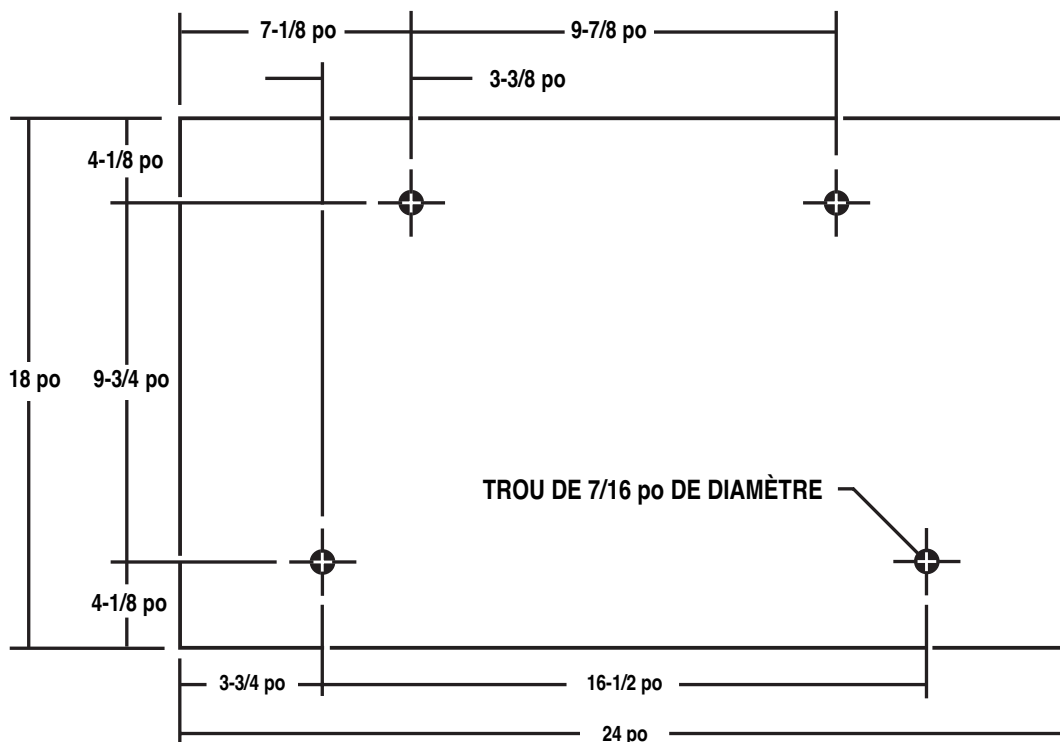 7-1/8 po
9-7/8 po
3-3/8 po
4-1/8 po
18 po
9-3/4 po
TROU DE 7/16 po DE DIAMÈTRE
4-1/8 po
3-3/4 po
16-1/2 po
24 po